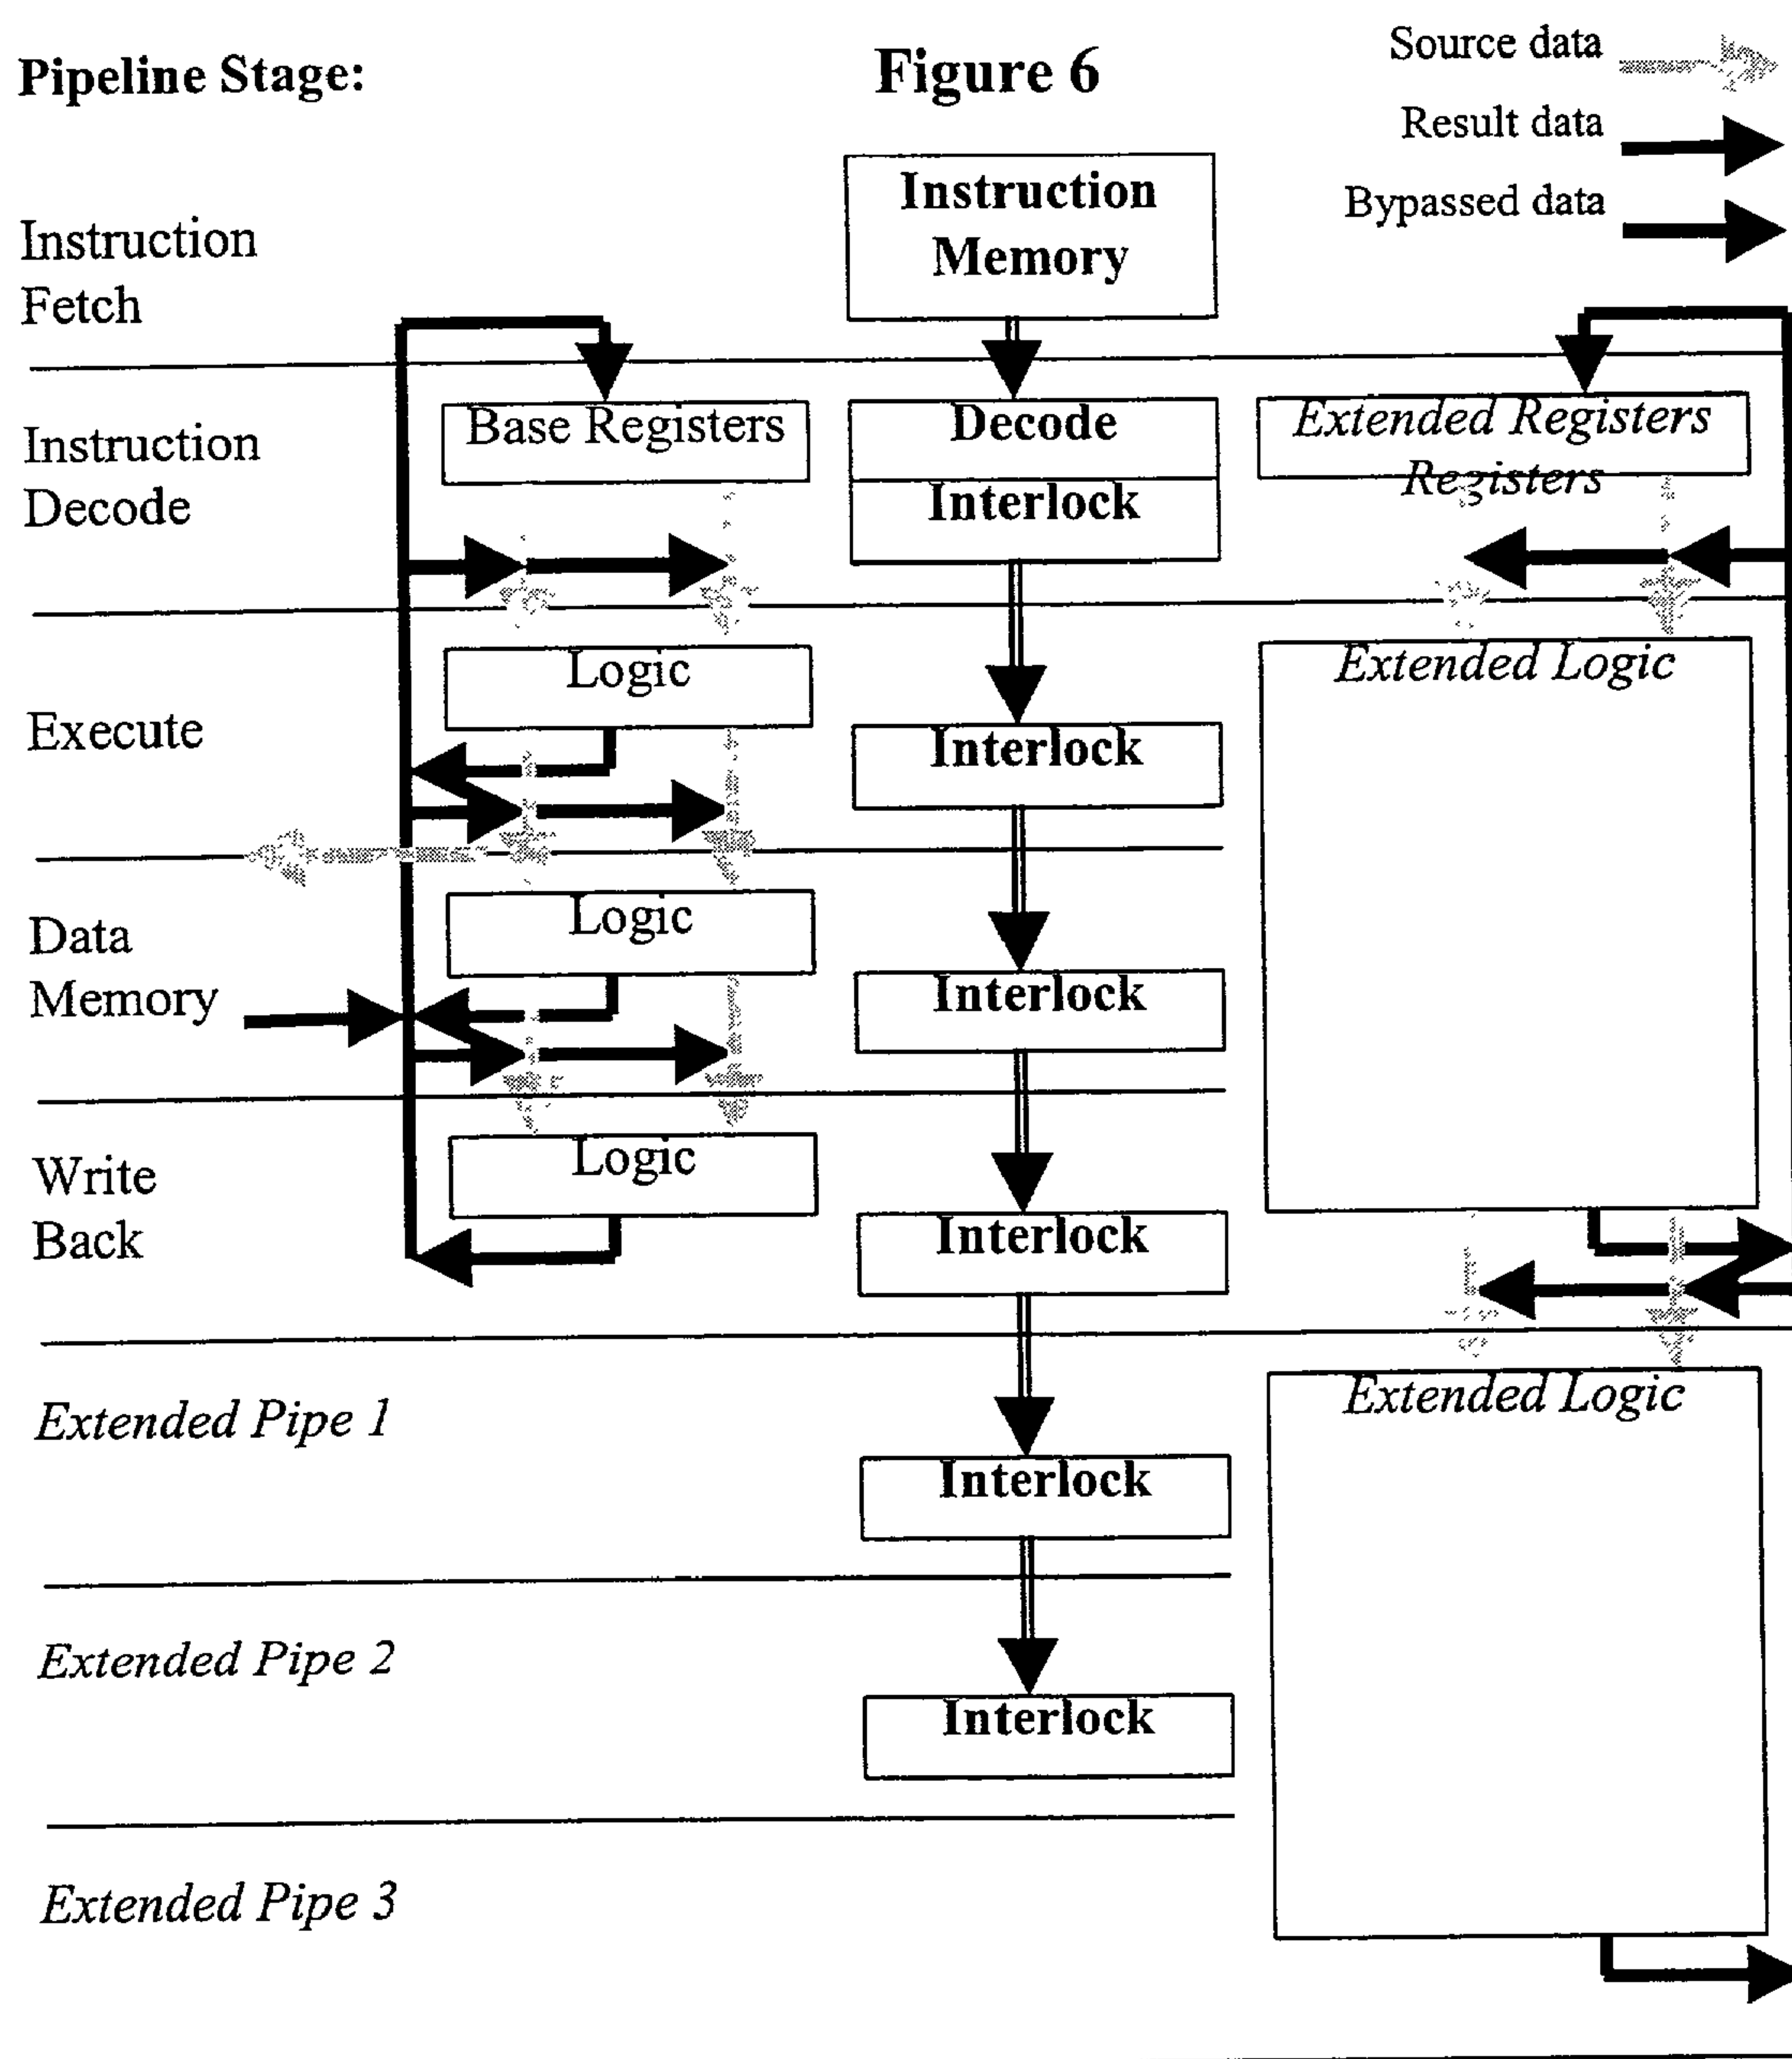 Pipeline Stage:
Figure 6
Source data
Result data
Bypassed data
Instruction
Fetch
Instruction
Memory
Instruction
Decode
Base Registers
Decode
Interlock
Extended Registers
Registers
Execute
Logic
Interlock
Extended Logic
Data
Memory
Logic
Interlock
Write
Back
Logic
Interlock
Extended Pipe 1
Interlock
Extended Logic
Extended Pipe 2
Interlock
Extended Pipe 3